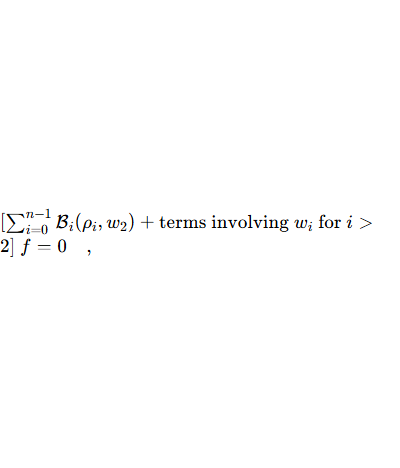 [∑_{i=0}^{n−1} 𝓑_i(ρ_i, w_2) + terms involving w_i for i >
2] f = 0 ,